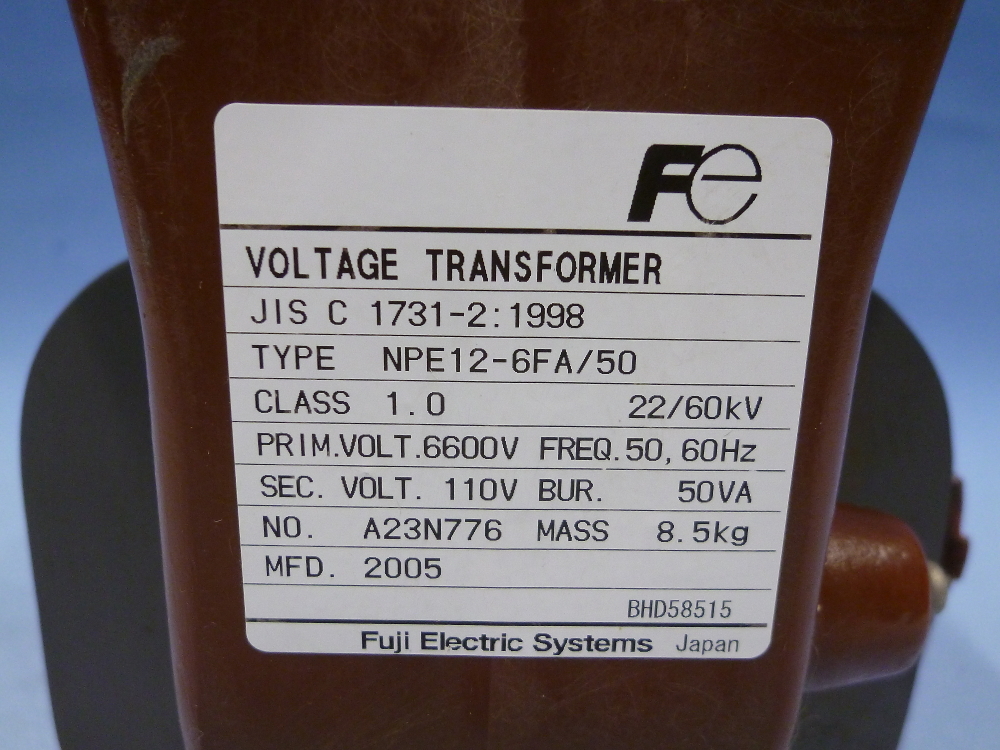 Fe
VOLTAGE TRANSFORMER
JIS C 1731-2:1998
TYPE NPE12-6FA/50
CLASS 1.0 22/60kV
PRIM.VOLT.6600V FREQ.50,60Hz
SEC. VOLT. 110V BUR. 50VA
NO. A23N776 MASS 8.5kg
MFD. 2005
BHD58515
Fuji Electric Systems Japan